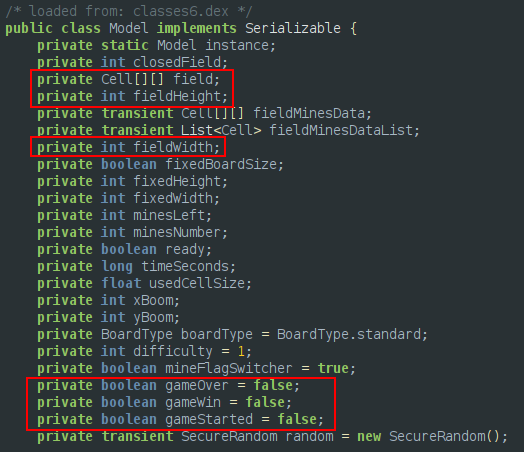 /* loaded from: classes6.dex */
public class Model implements Serializable {
    private static Model instance;
    private int closedField;
    private Cell[][] field;
    private int fieldHeight;
    private transient Cell[][] fieldMinesData;
    private transient List<Cell> fieldMinesDataList;
    private int fieldWidth;
    private boolean fixedBoardSize;
    private int fixedHeight;
    private int fixedWidth;
    private int minesLeft;
    private int minesNumber;
    private boolean ready;
    private long timeSeconds;
    private float usedCellSize;
    private int xBoom;
    private int yBoom;
    private BoardType boardType = BoardType.standard;
    private int difficulty = 1;
    private boolean mineFlagSwitcher = true;
    private boolean gameOver = false;
    private boolean gameWin = false;
    private boolean gameStarted = false;
    private transient SecureRandom random = new SecureRandom();